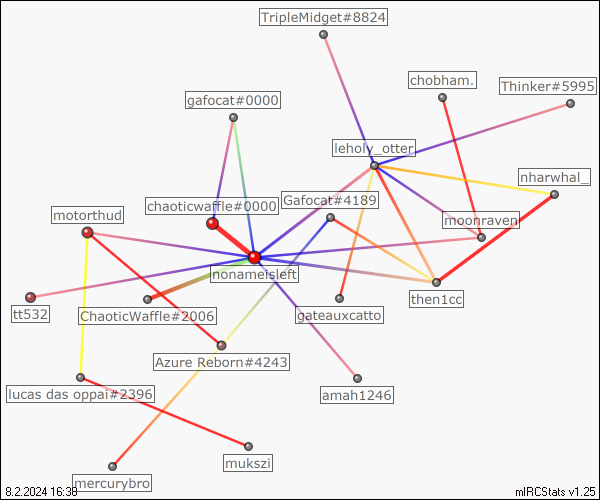 TripleMidget#8824
chobham.
Thinker#5995
gafocat#0000
leholy_otter
nharwhal_
Gafocat#4189
chaoticwaffle#0000
motorthud
moonraven
nonamesleft
then1cc
tt532
ChaoticWaffle#2006
gateauxcatto
Azure Reborn#4243
lucas das oppai#2396
amah1246
mukszi
mercurybro
8.2.2024 16:38
mIRCStats v1.25